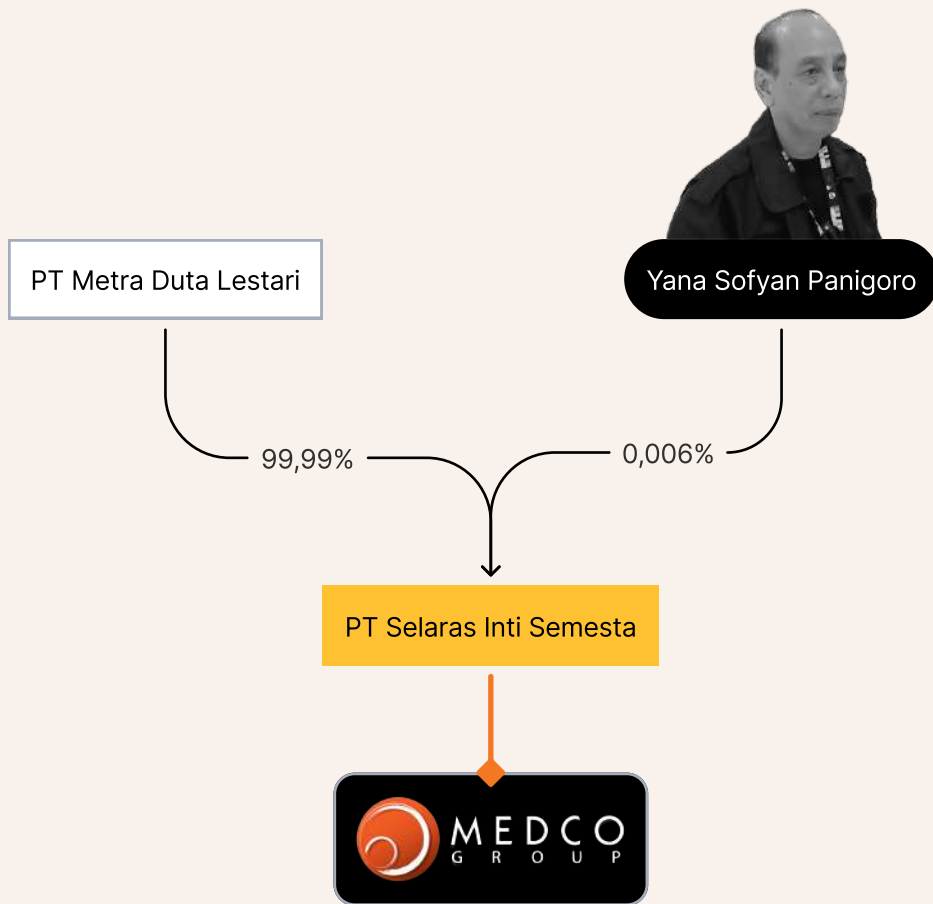 PT Metra Duta Lestari
Yana Sofyan Panigoro
99,99%
0,006%
PT Selaras Inti Semesta
MEDCO
GROUP